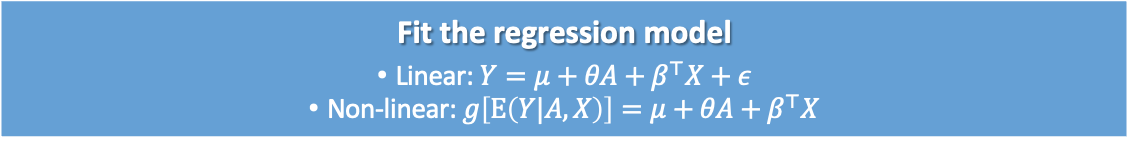 Fit the regression model
• Linear: Y = μ + θA + β⊤X + ϵ
• Non-linear: g[E(Y|A, X)] = μ + θA + β⊤X